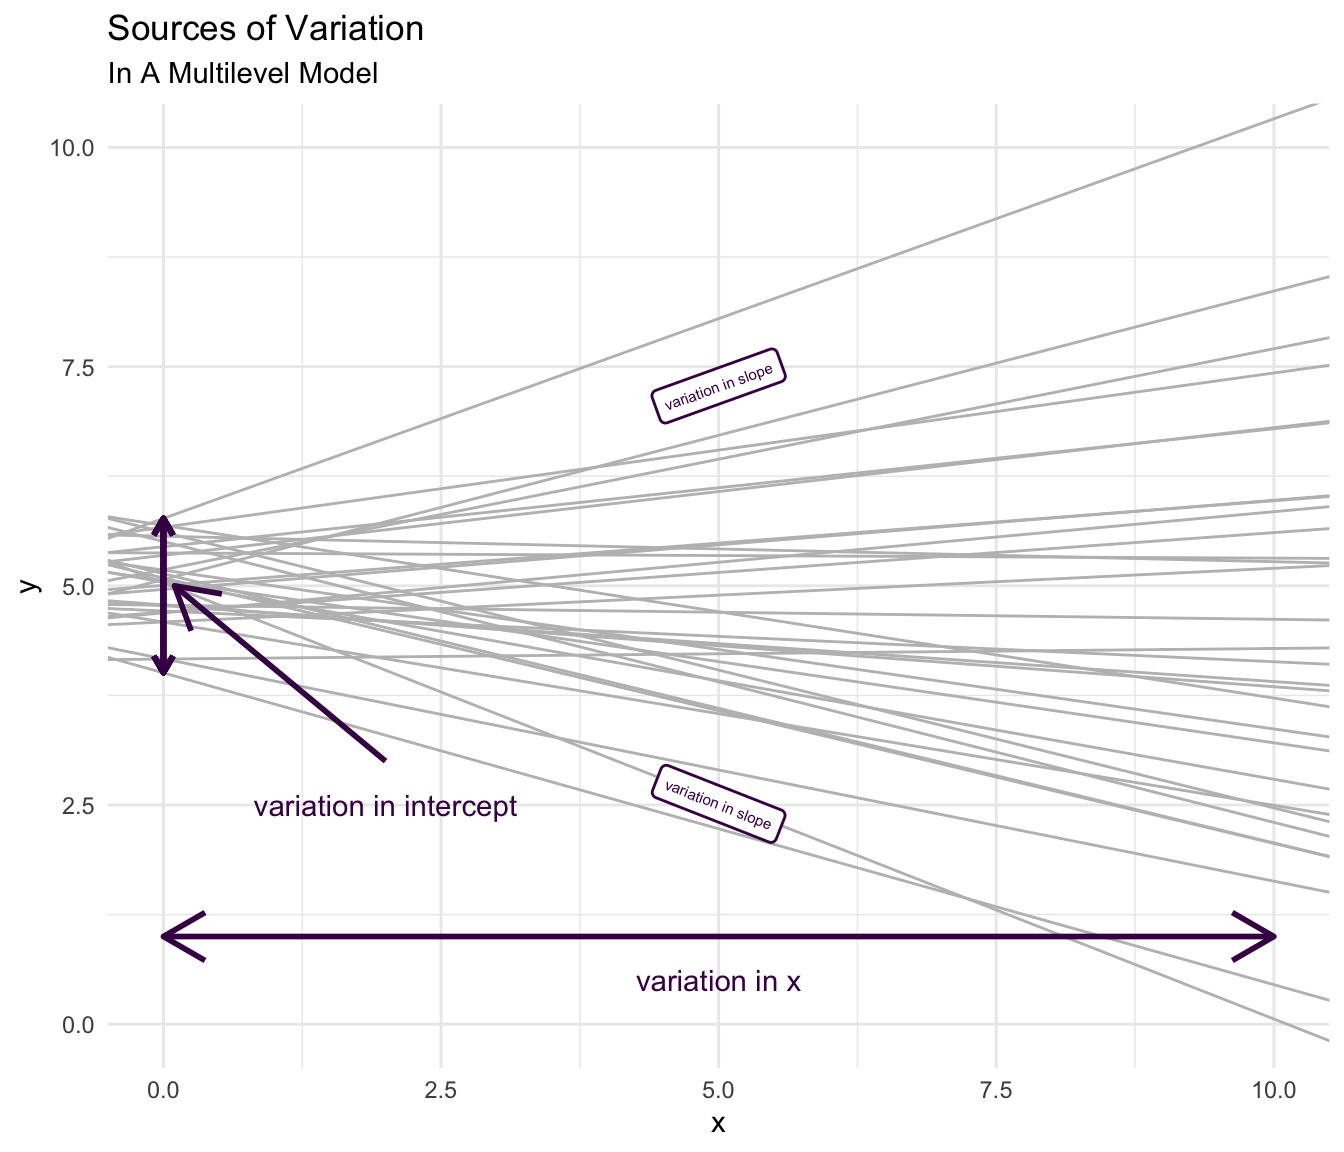 Sources of Variation
In A Multilevel Model
10.0
7.5
variation in slope
5.0
y
variation in slope
2.5
variation in intercept
variation in x
0.0
0.0 2.5 5.0 7.5 10.0
x